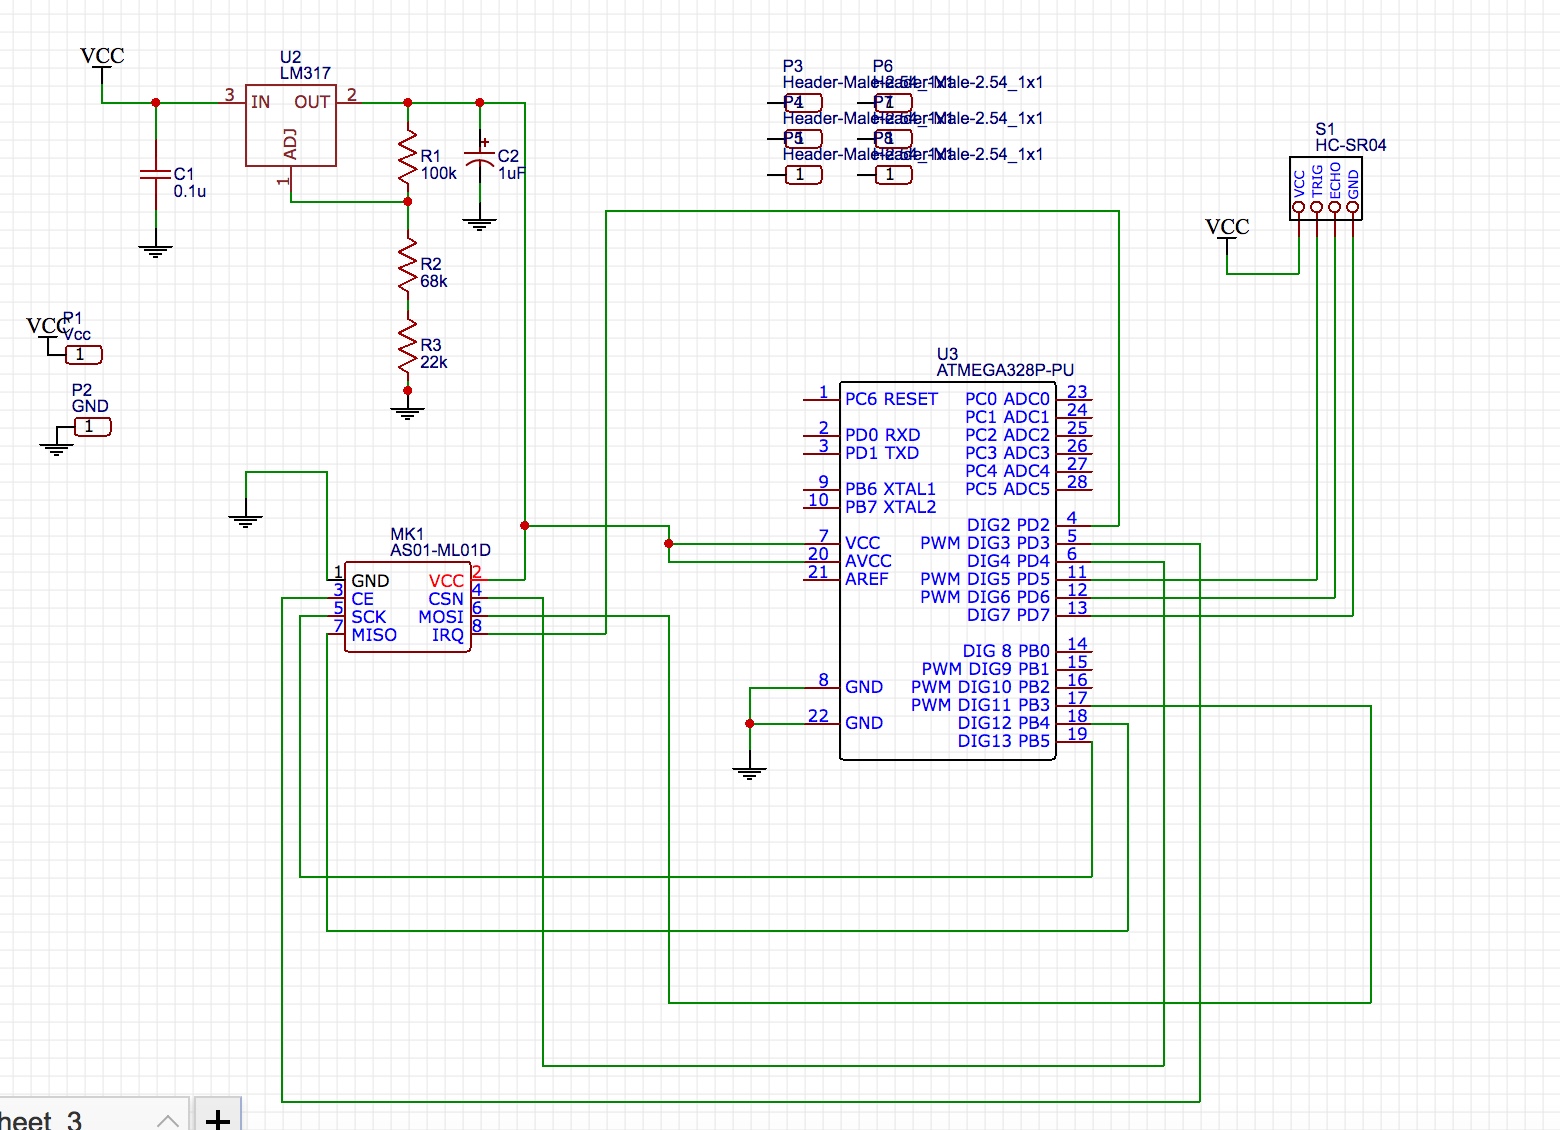 VCC
U2
LM317
3
IN
OUT
2
ADJ
1
C1
0.1u
R1
100k
C2
1uF
R2
68k
R3
22k
VCC
P1
Vcc
1
P2
GND
1
P3
Header-Male-2.54_1x1
P4
1
Header-Male-2.54_1x1
P5
1
Header-Male-2.54_1x1
1
P6
Header-Male-2.54_1x1
P7
1
Header-Male-2.54_1x1
P8
1
Header-Male-2.54_1x1
1
S1
HC-SR04
VCC
TRIG
ECHO
GND
VCC
U3
ATMEGA328P-PU
1 PC6 RESET
2 PD0 RXD
3 PD1 TXD
9 PB6 XTAL1
10 PB7 XTAL2
7 VCC
20 AVCC
21 AREF
8 GND
22 GND
PC0 ADC0 23
PC1 ADC1 24
PC2 ADC2 25
PC3 ADC3 26
PC4 ADC4 27
PC5 ADC5 28
DIG2 PD2 4
PWM DIG3 PD3 5
DIG4 PD4 6
PWM DIG5 PD5 11
PWM DIG6 PD6 12
DIG7 PD7 13
DIG 8 PB0 14
PWM DIG9 PB1 15
PWM DIG10 PB2 16
PWM DIG11 PB3 17
DIG12 PB4 18
DIG13 PB5 19
MK1
AS01-ML01D
1 GND VCC 2
3 CE CSN 4
5 SCK MOSI 6
7 MISO IRQ 8
heet_3
+